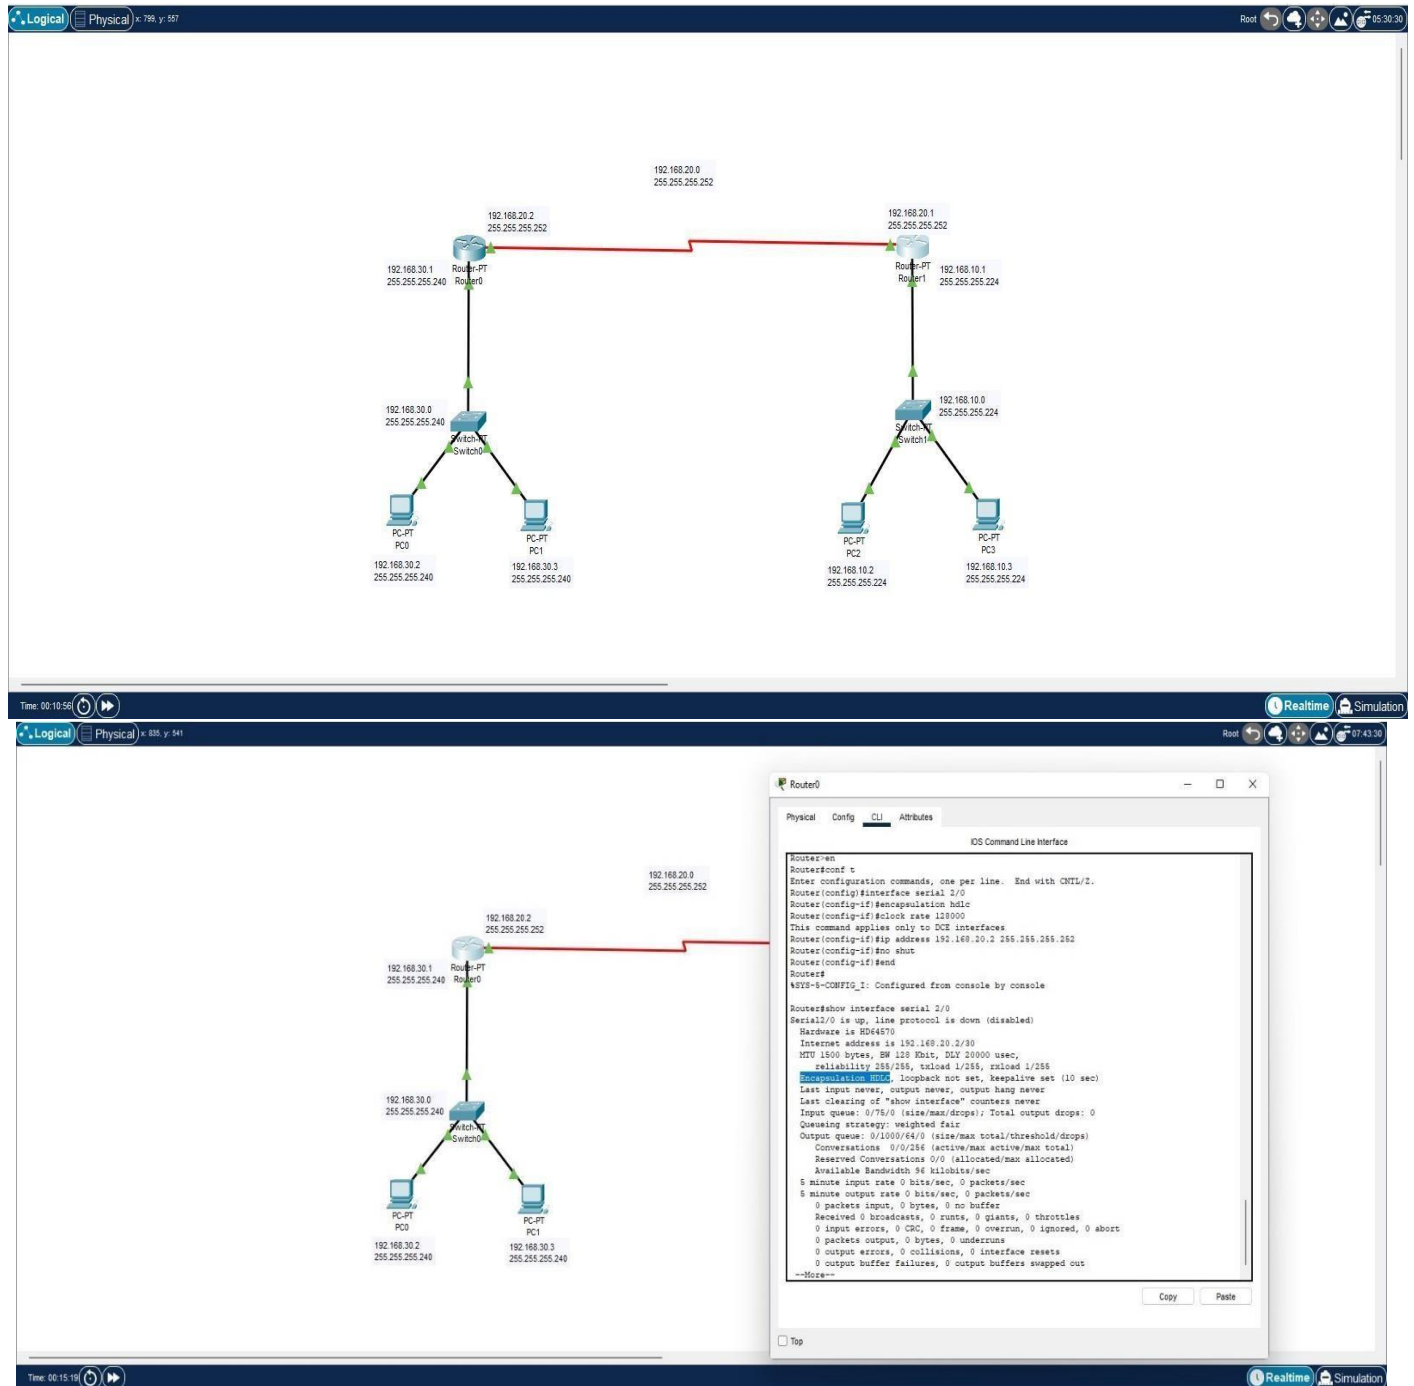 Logical Physical x: 799, y: 557
Root 05:30:30
192.168.20.0
255.255.255.252
192.168.20.2
255.255.255.252
192.168.20.1
255.255.255.252
192.168.30.1
255.255.255.240
Router-PT
Router0
Router-PT
Router1
192.168.10.1
255.255.255.224
192.168.30.0
255.255.255.240
Switch-PT
Switch0
192.168.10.0
255.255.255.224
Switch-PT
Switch1
PC-PT
PC0
192.168.30.2
255.255.255.240
PC-PT
PC1
192.168.30.3
255.255.255.240
PC-PT
PC2
192.168.10.2
255.255.255.224
PC-PT
PC3
192.168.10.3
255.255.255.224
Time: 00:10:56
Realtime Simulation
Logical Physical x: 835, y: 541
Root 07:43:30
192.168.20.0
255.255.255.252
192.168.20.2
255.255.255.252
192.168.30.1
255.255.255.240
Router-PT
Router0
192.168.30.0
255.255.255.240
Switch-PT
Switch0
PC-PT
PC0
192.168.30.2
255.255.255.240
PC-PT
PC1
192.168.30.3
255.255.255.240
Router0
Physical Config CLI Attributes
IOS Command Line Interface
Router>en
Router#conf t
Enter configuration commands, one per line. End with CNTL/Z.
Router(config)#interface serial 2/0
Router(config-if)#encapsulation hdlc
Router(config-if)#clock rate 128000
This command applies only to DCE interfaces
Router(config-if)#ip address 192.168.20.2 255.255.255.252
Router(config-if)#no shut
Router(config-if)#end
Router#
%SYS-5-CONFIG_I: Configured from console by console
Router#show interface serial 2/0
Serial2/0 is up, line protocol is down (disabled)
Hardware is HD64570
Internet address is 192.168.20.2/30
MTU 1500 bytes, BW 128 Kbit, DLY 20000 usec,
reliability 255/255, txload 1/255, rxload 1/255
Encapsulation HDLC, loopback not set, keepalive set (10 sec)
Last input never, output never, output hang never
Last clearing of "show interface" counters never
Input queue: 0/75/0 (size/max/drops); Total output drops: 0
Queueing strategy: weighted fair
Output queue: 0/1000/64/0 (size/max total/threshold/drops)
Conversations 0/0/256 (active/max active/max total)
Reserved Conversations 0/0 (allocated/max allocated)
Available Bandwidth 96 kilobits/sec
5 minute input rate 0 bits/sec, 0 packets/sec
5 minute output rate 0 bits/sec, 0 packets/sec
0 packets input, 0 bytes, 0 no buffer
Received 0 broadcasts, 0 runts, 0 giants, 0 throttles
0 input errors, 0 CRC, 0 frame, 0 overrun, 0 ignored, 0 abort
0 packets output, 0 bytes, 0 underruns
0 output errors, 0 collisions, 0 interface resets
0 output buffer failures, 0 output buffers swapped out
--More--
Copy Paste
Top
Time: 00:15:19
Realtime Simulation